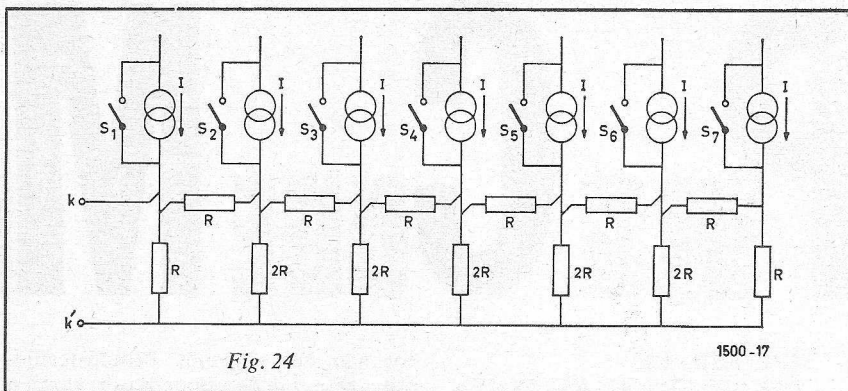 I I I I I I I
S1 S2 S3 S4 S5 S6 S7
k
R R R R R R
R 2R 2R 2R 2R 2R R
k'
1500-17
Fig. 24